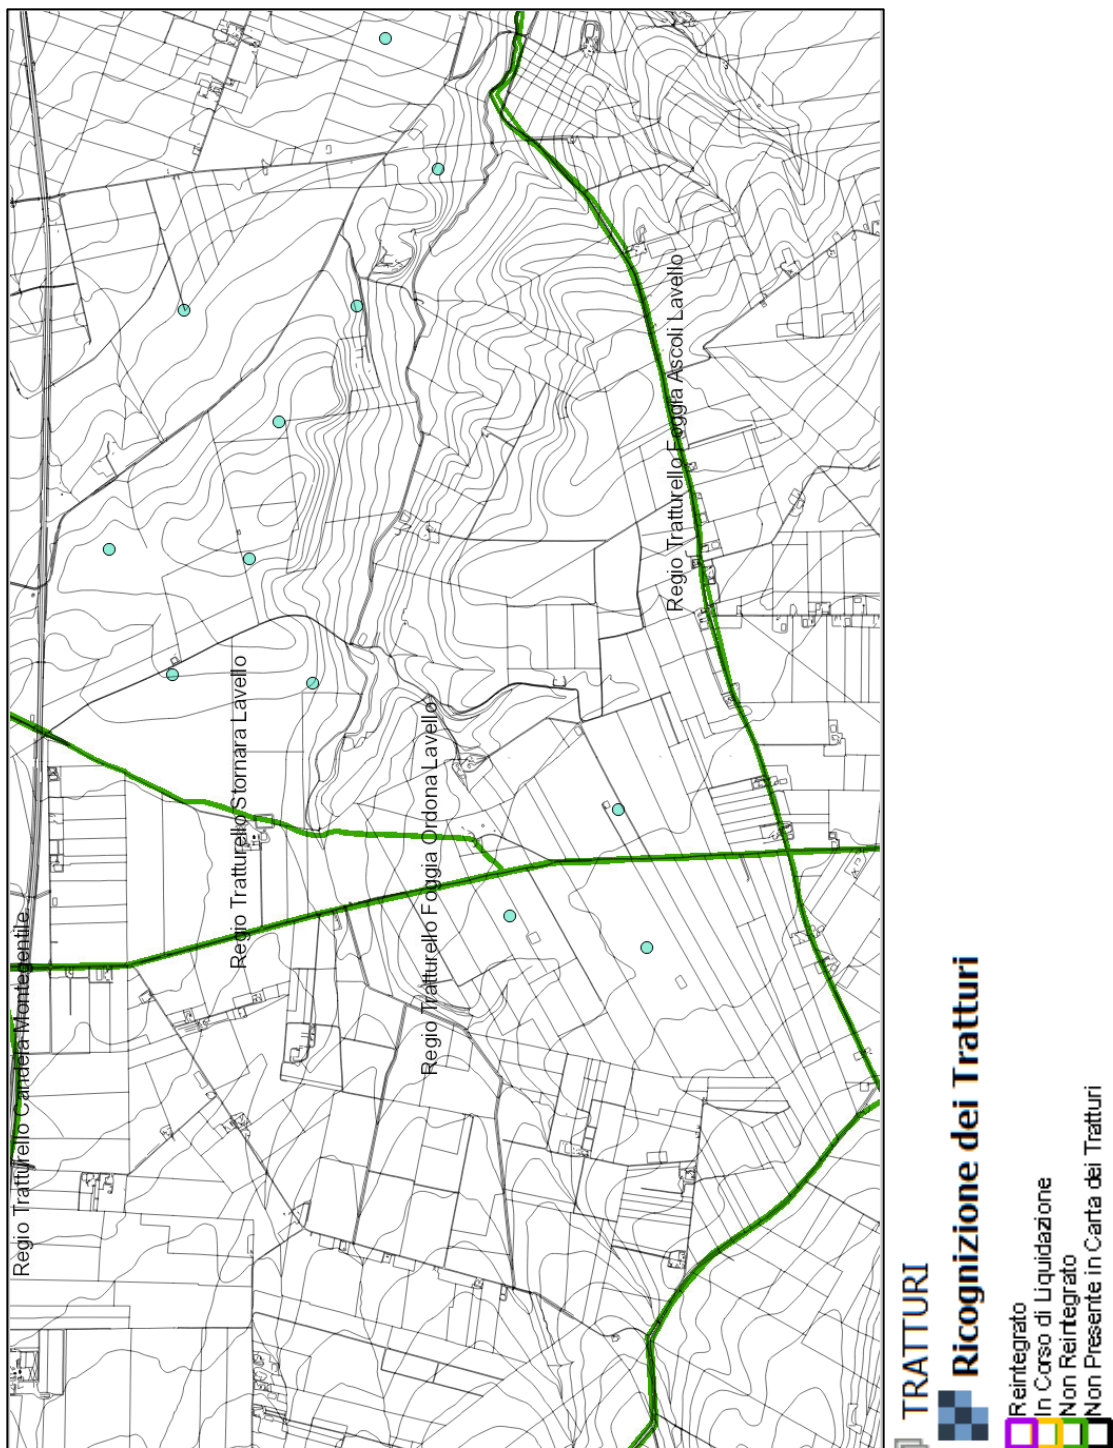 Regio Tratturello Candela Montegentile
Regio Tratturello Stornara Lavello
Regio Tratturello Foggia Ordona Lavello
Regio Tratturello Foggia Ascoli Lavello
TRATTURI
Ricognizione dei Tratturi
Reintegrato
In Corso di Liquidazione
Non Reintegrato
Non Presente in Carta dei Tratturi